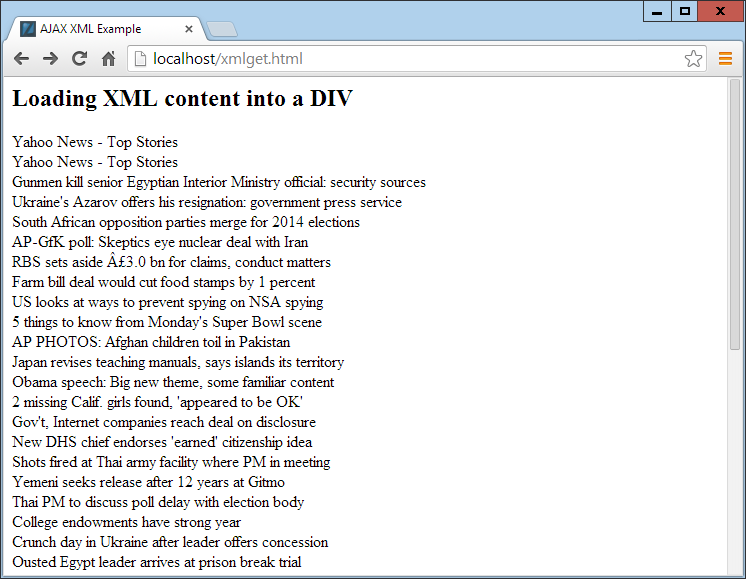 AJAX XML Example
localhost/xmlget.html
Loading XML content into a DIV
Yahoo News - Top Stories
Yahoo News - Top Stories
Gunmen kill senior Egyptian Interior Ministry official: security sources
Ukraine's Azarov offers his resignation: government press service
South African opposition parties merge for 2014 elections
AP-GfK poll: Skeptics eye nuclear deal with Iran
RBS sets aside Â£3.0 bn for claims, conduct matters
Farm bill deal would cut food stamps by 1 percent
US looks at ways to prevent spying on NSA spying
5 things to know from Monday's Super Bowl scene
AP PHOTOS: Afghan children toil in Pakistan
Japan revises teaching manuals, says islands its territory
Obama speech: Big new theme, some familiar content
2 missing Calif. girls found, 'appeared to be OK'
Gov't, Internet companies reach deal on disclosure
New DHS chief endorses 'earned' citizenship idea
Shots fired at Thai army facility where PM in meeting
Yemeni seeks release after 12 years at Gitmo
Thai PM to discuss poll delay with election body
College endowments have strong year
Crunch day in Ukraine after leader offers concession
Ousted Egypt leader arrives at prison break trial